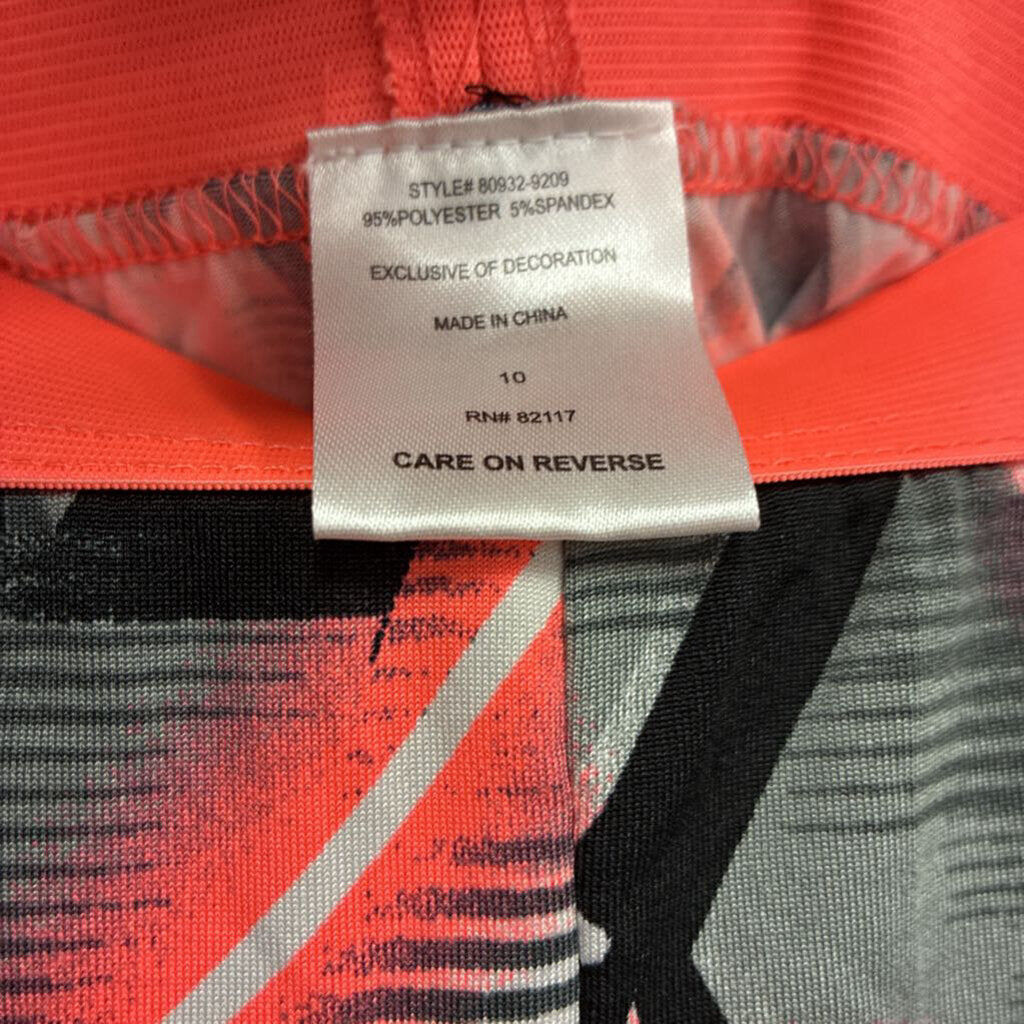 STYLE# 80932-9209
95%POLYESTER 5%SPANDEX
EXCLUSIVE OF DECORATION
MADE IN CHINA
10
RN# 82117
CARE ON REVERSE